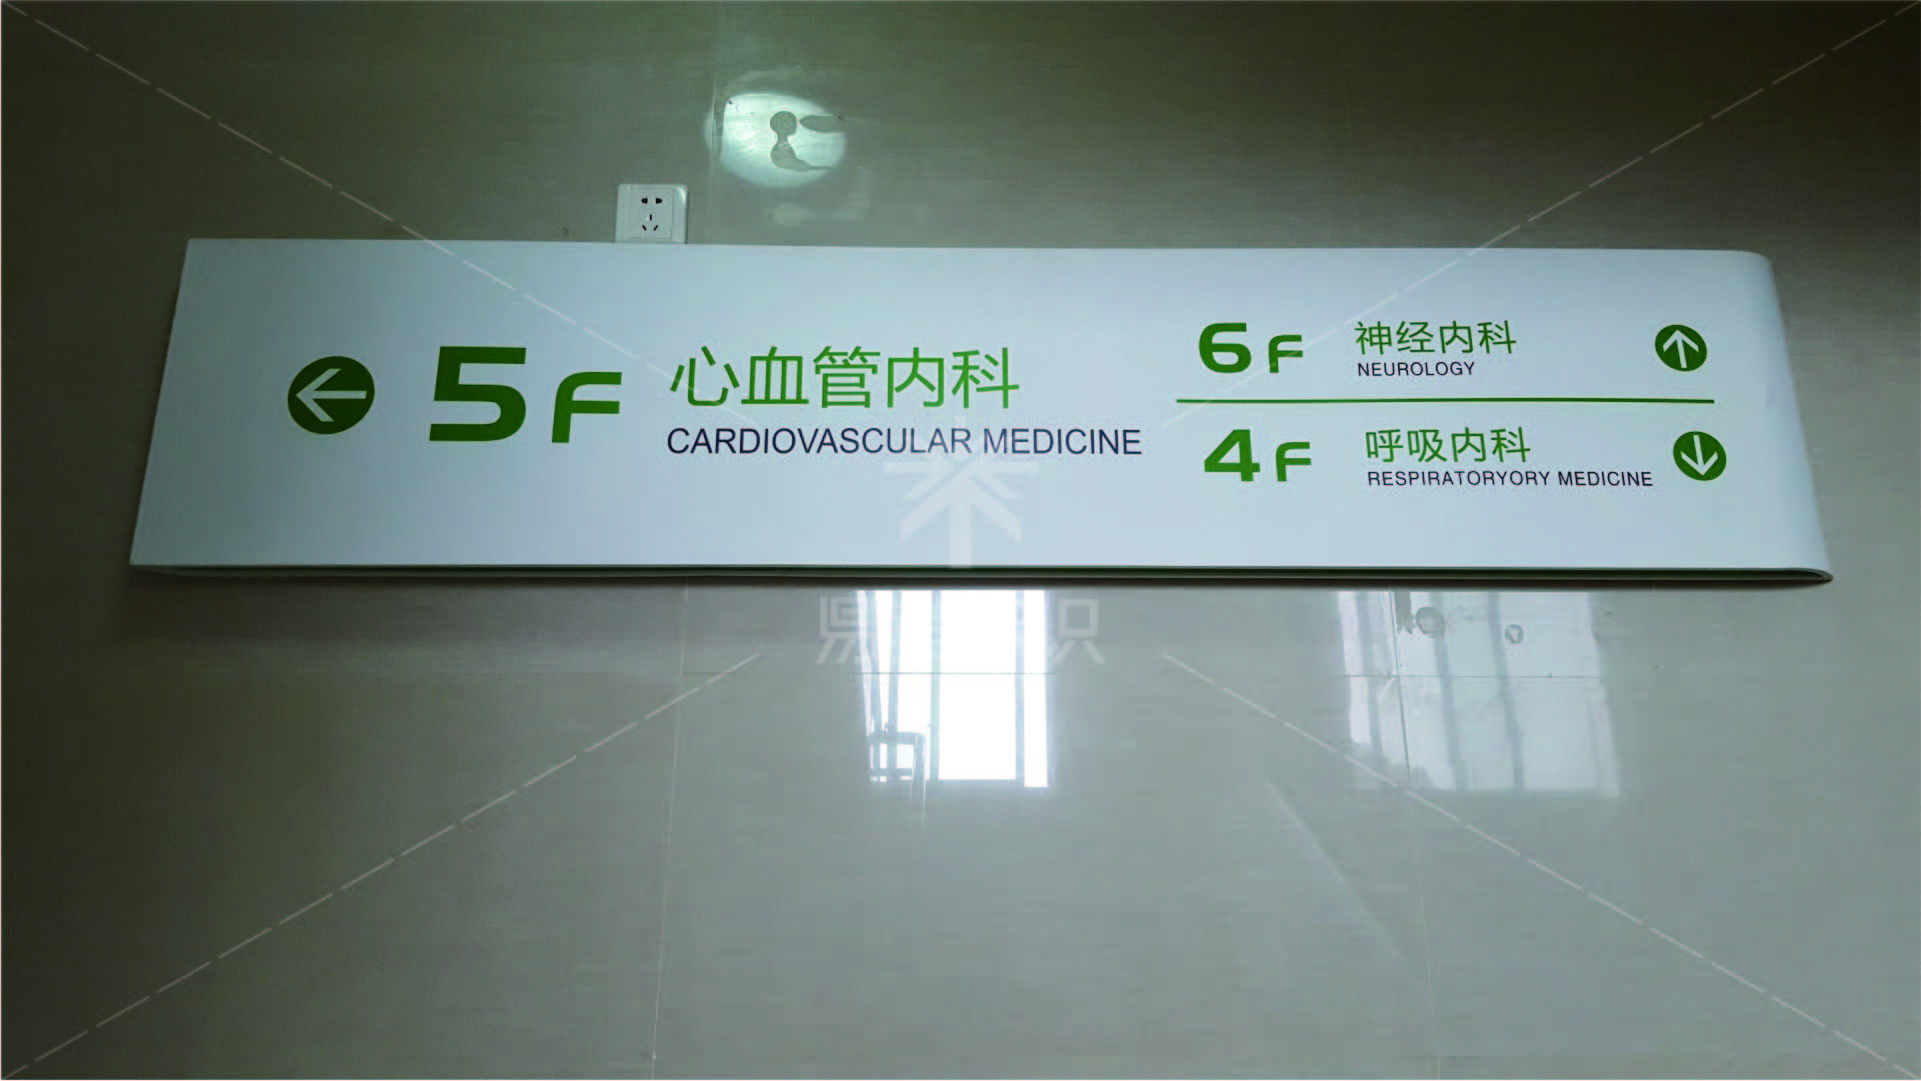 5F 心血管内科
CARDIOVASCULAR MEDICINE
6F 神经内科
NEUROLOGY
4F 呼吸内科
RESPIRATORYORY MEDICINE